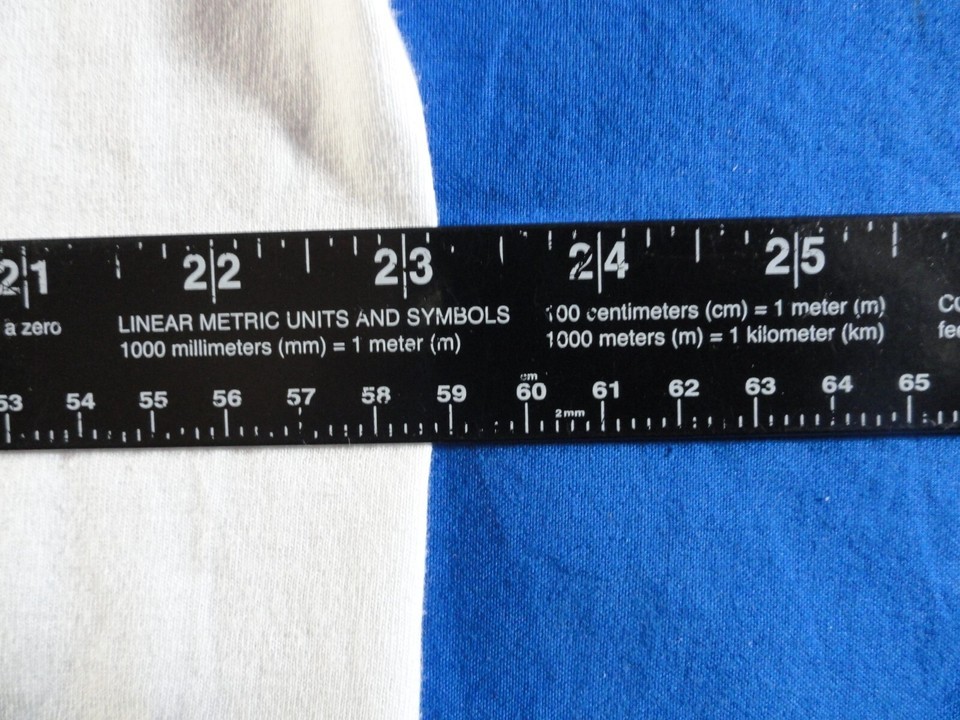 21 22 23 24 25
a zero LINEAR METRIC UNITS AND SYMBOLS 100 centimeters (cm) = 1 meter (m)
1000 millimeters (mm) = 1 meter (m) 1000 meters (m) = 1 kilometer (km)
cm
53 54 55 56 57 58 59 60 61 62 63 64 65
2mm